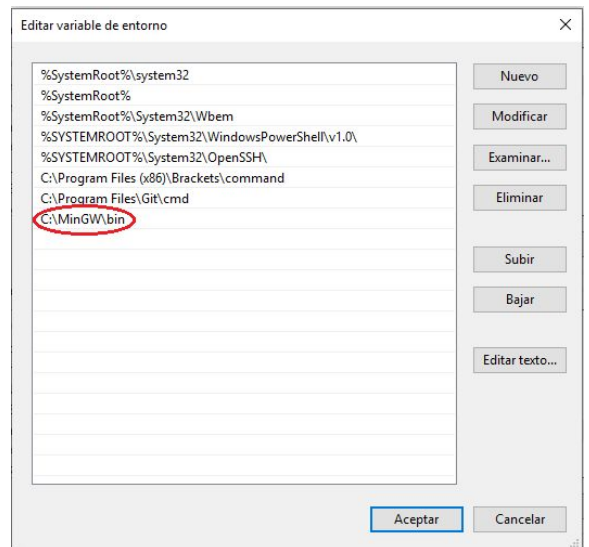 Editar variable de entorno
%SystemRoot%\system32
%SystemRoot%
%SystemRoot%\System32\Wbem
%SYSTEMROOT%\System32\WindowsPowerShell\v1.0\
%SYSTEMROOT%\System32\OpenSSH\
C:\Program Files (x86)\Brackets\command
C:\Program Files\Git\cmd
C:\MinGW\bin
Nuevo
Modificar
Examinar...
Eliminar
Subir
Bajar
Editar texto...
Aceptar
Cancelar